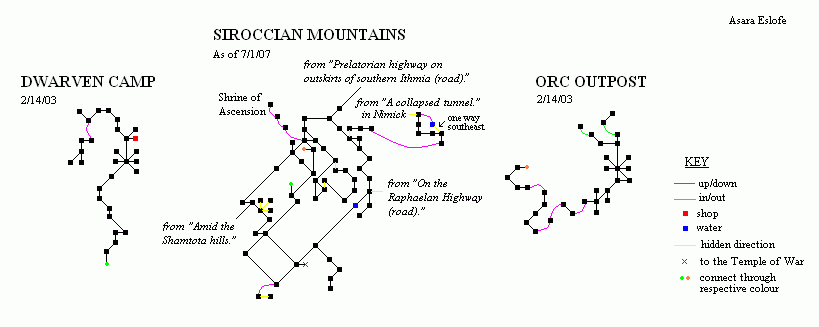 Asara Eslofe
SIROCCIAN MOUNTAINS
As of 7/1/07
from "Prelatorian highway on
outskirts of southern Ithmia (road)."
DWARVEN CAMP
2/14/03
ORC OUTPOST
2/14/03
Shrine of
Ascension
from "A collapsed tunnel."
in Nimick
one way
southeast
KEY
up/down
in/out
shop
water
hidden direction
to the Temple of War
connect through
respective colour
from "On the
Raphaelan Highway
(road)."
from "Amid the
Shamtota hills."